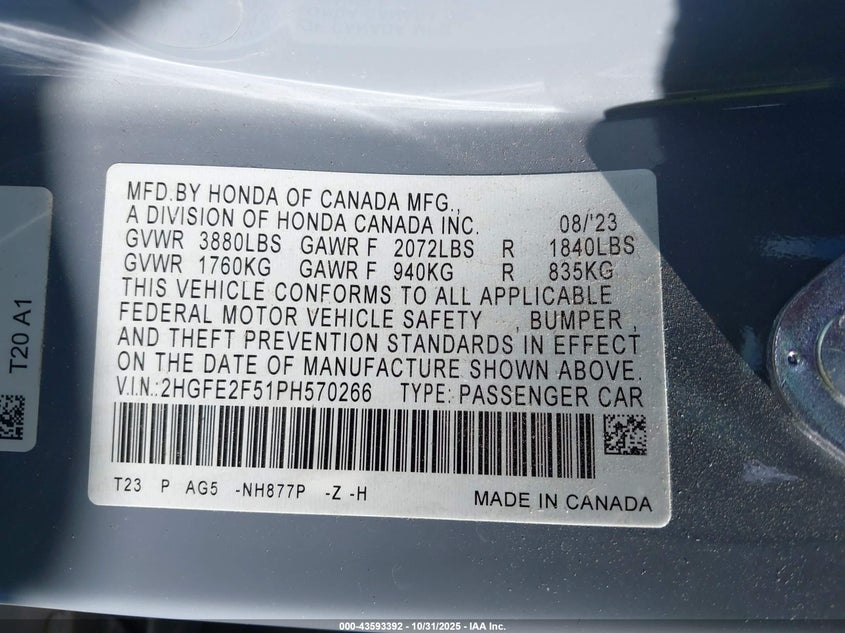 MFD.BY HONDA OF CANADA MFG.,
A DIVISION OF HONDA CANADA INC. 08/'23
GVWR 3880LBS GAWR F 2072LBS R 1840LBS
GVWR 1760KG GAWR F 940KG R 835KG
THIS VEHICLE CONFORMS TO ALL APPLICABLE
FEDERAL MOTOR VEHICLE SAFETY , BUMPER ,
AND THEFT PREVENTION STANDARDS IN EFFECT
ON THE DATE OF MANUFACTURE SHOWN ABOVE.
V.I.N.:2HGFE2F51PH570266 TYPE: PASSENGER CAR
T23 P AG5 -NH877P -Z -H MADE IN CANADA
T20 A1
000-43593392 - 10/31/2025 - IAA Inc.